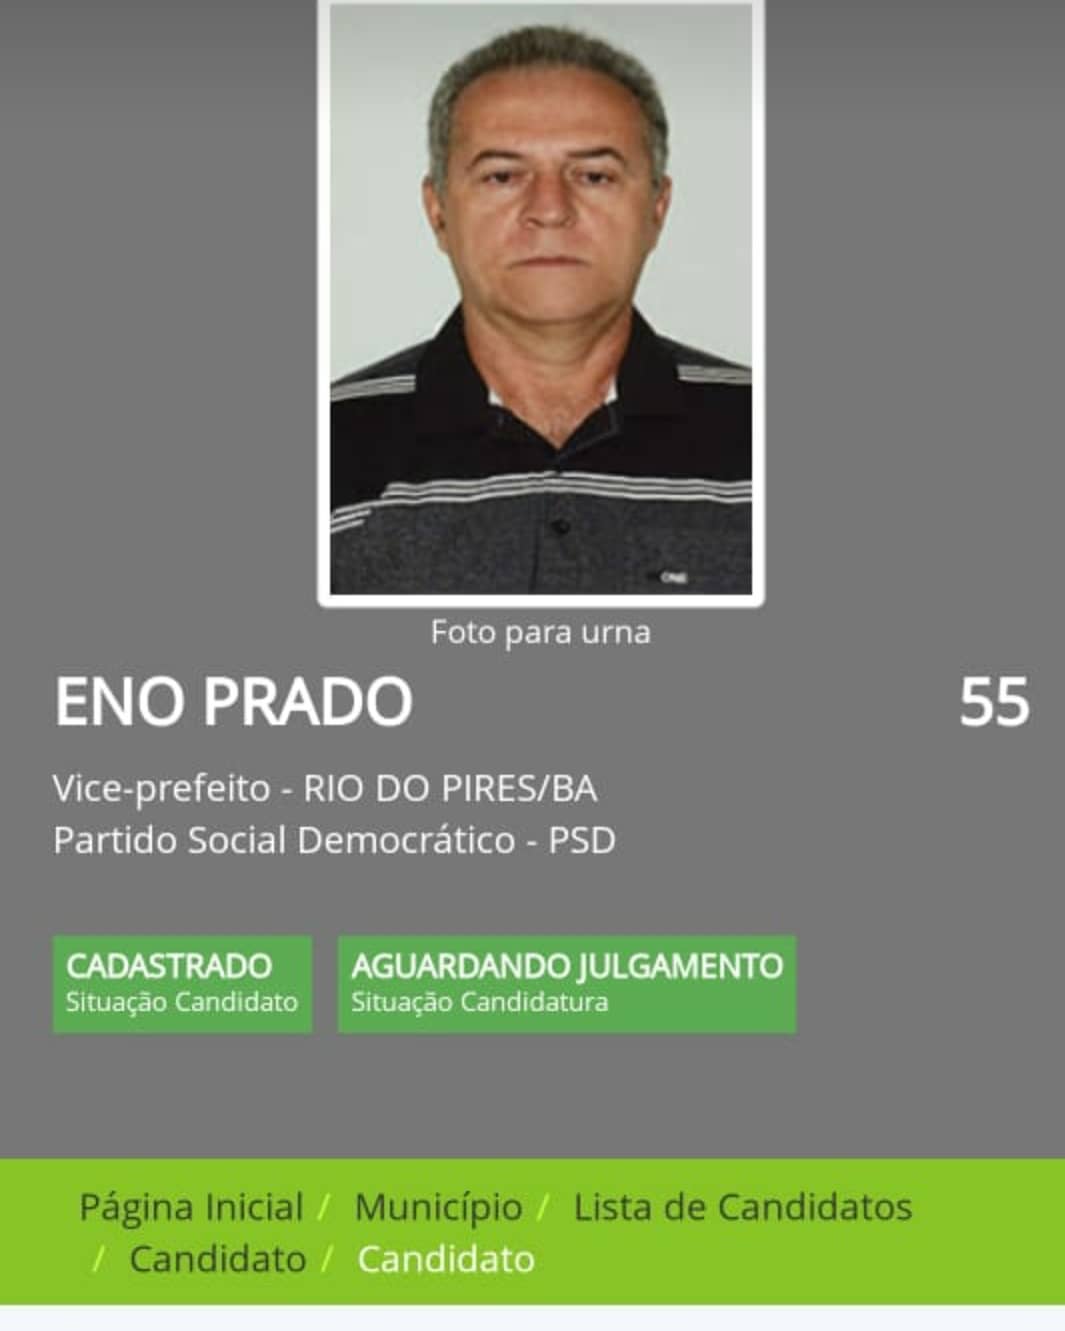 ONE
Foto para urna
ENO PRADO 55
Vice-prefeito - RIO DO PIRES/BA
Partido Social Democrático - PSD
CADASTRADO
Situação Candidato
AGUARDANDO JULGAMENTO
Situação Candidatura
Página Inicial / Município / Lista de Candidatos
/ Candidato / Candidato